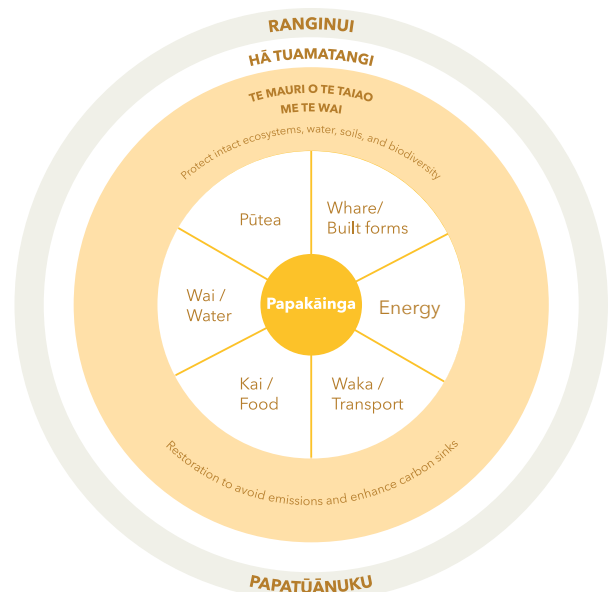 RANGINUI
HĀ TUAMATANGI
TE MAURI O TE TAIAO
ME TE WAI
Protect intact ecosystems, water, soils, and biodiversity
Pūtea
Whare/
Built forms
Wai /
Water
Papakāinga
Energy
Kai /
Food
Waka /
Transport
Restoration to avoid emissions and enhance carbon sinks
PAPATŪĀNUKU